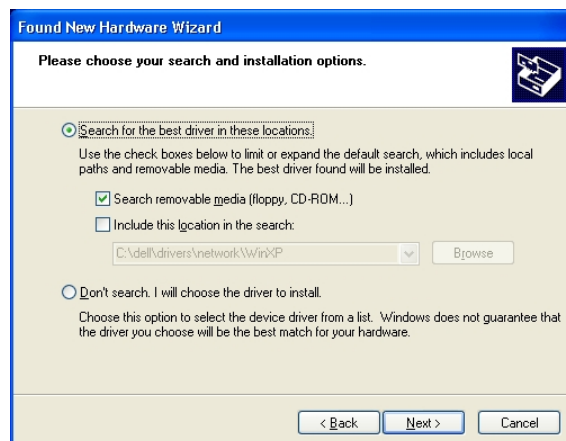 Found New Hardware Wizard
Please choose your search and installation options.
Search for the best driver in these locations.
Use the check boxes below to limit or expand the default search, which includes local
paths and removable media. The best driver found will be installed.
Search removable media (floppy, CD-ROM...)
Include this location in the search:
C:\dell\drivers\network\WinXP
Browse
Don't search. I will choose the driver to install.
Choose this option to select the device driver from a list. Windows does not guarantee that
the driver you choose will be the best match for your hardware.
< Back Next > Cancel